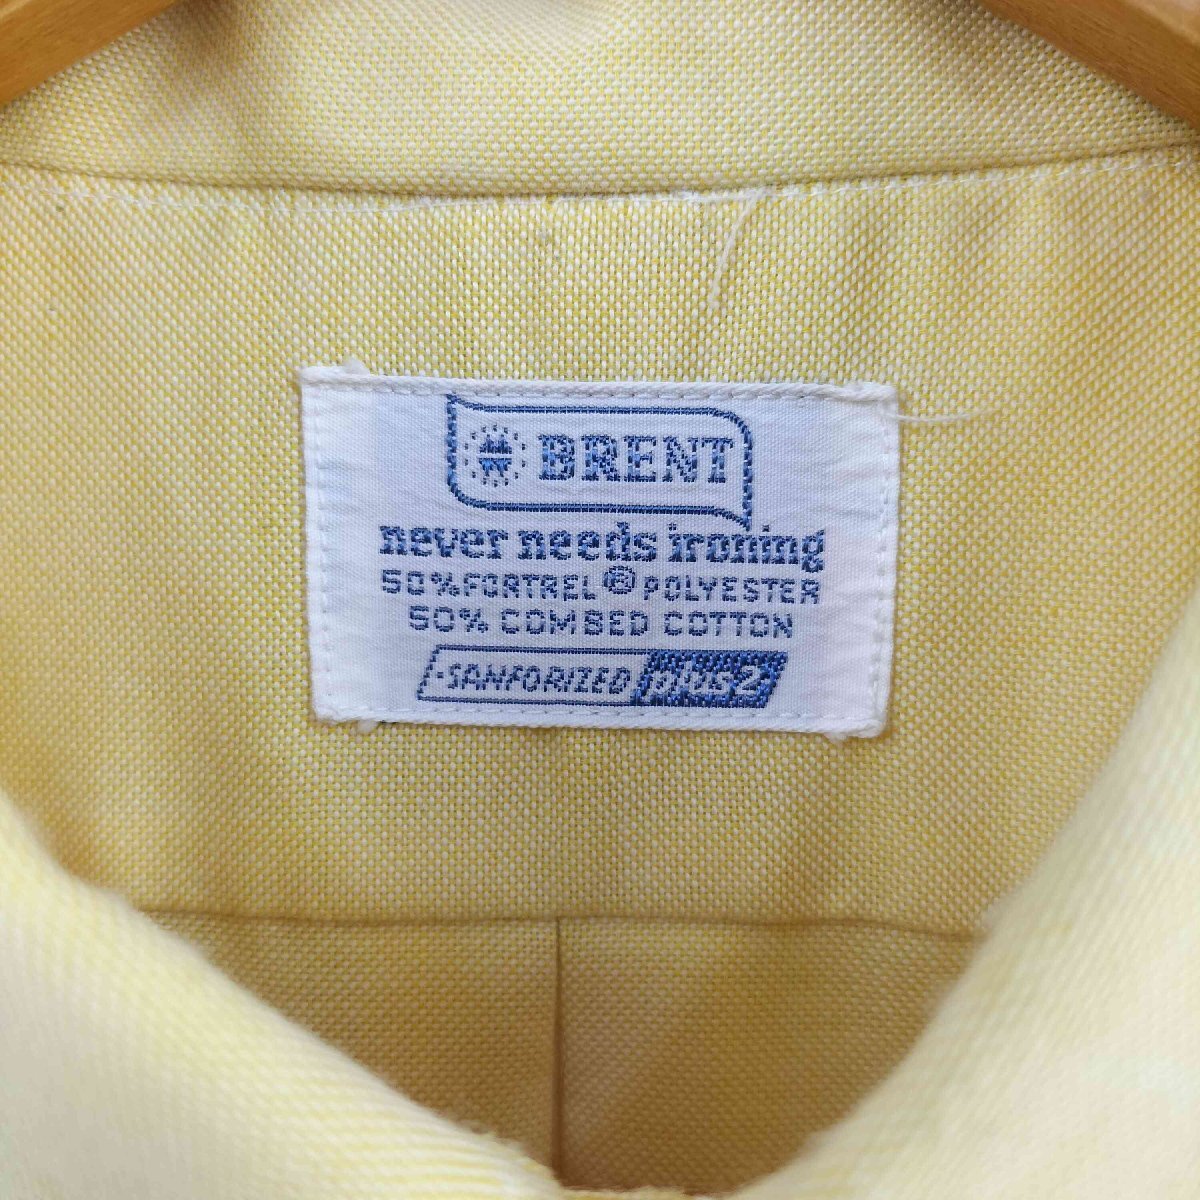 BRENT
never needs ironing
50% FORTREL® POLYESTER
50% COMBED COTTON
SANFORIZED plus 2